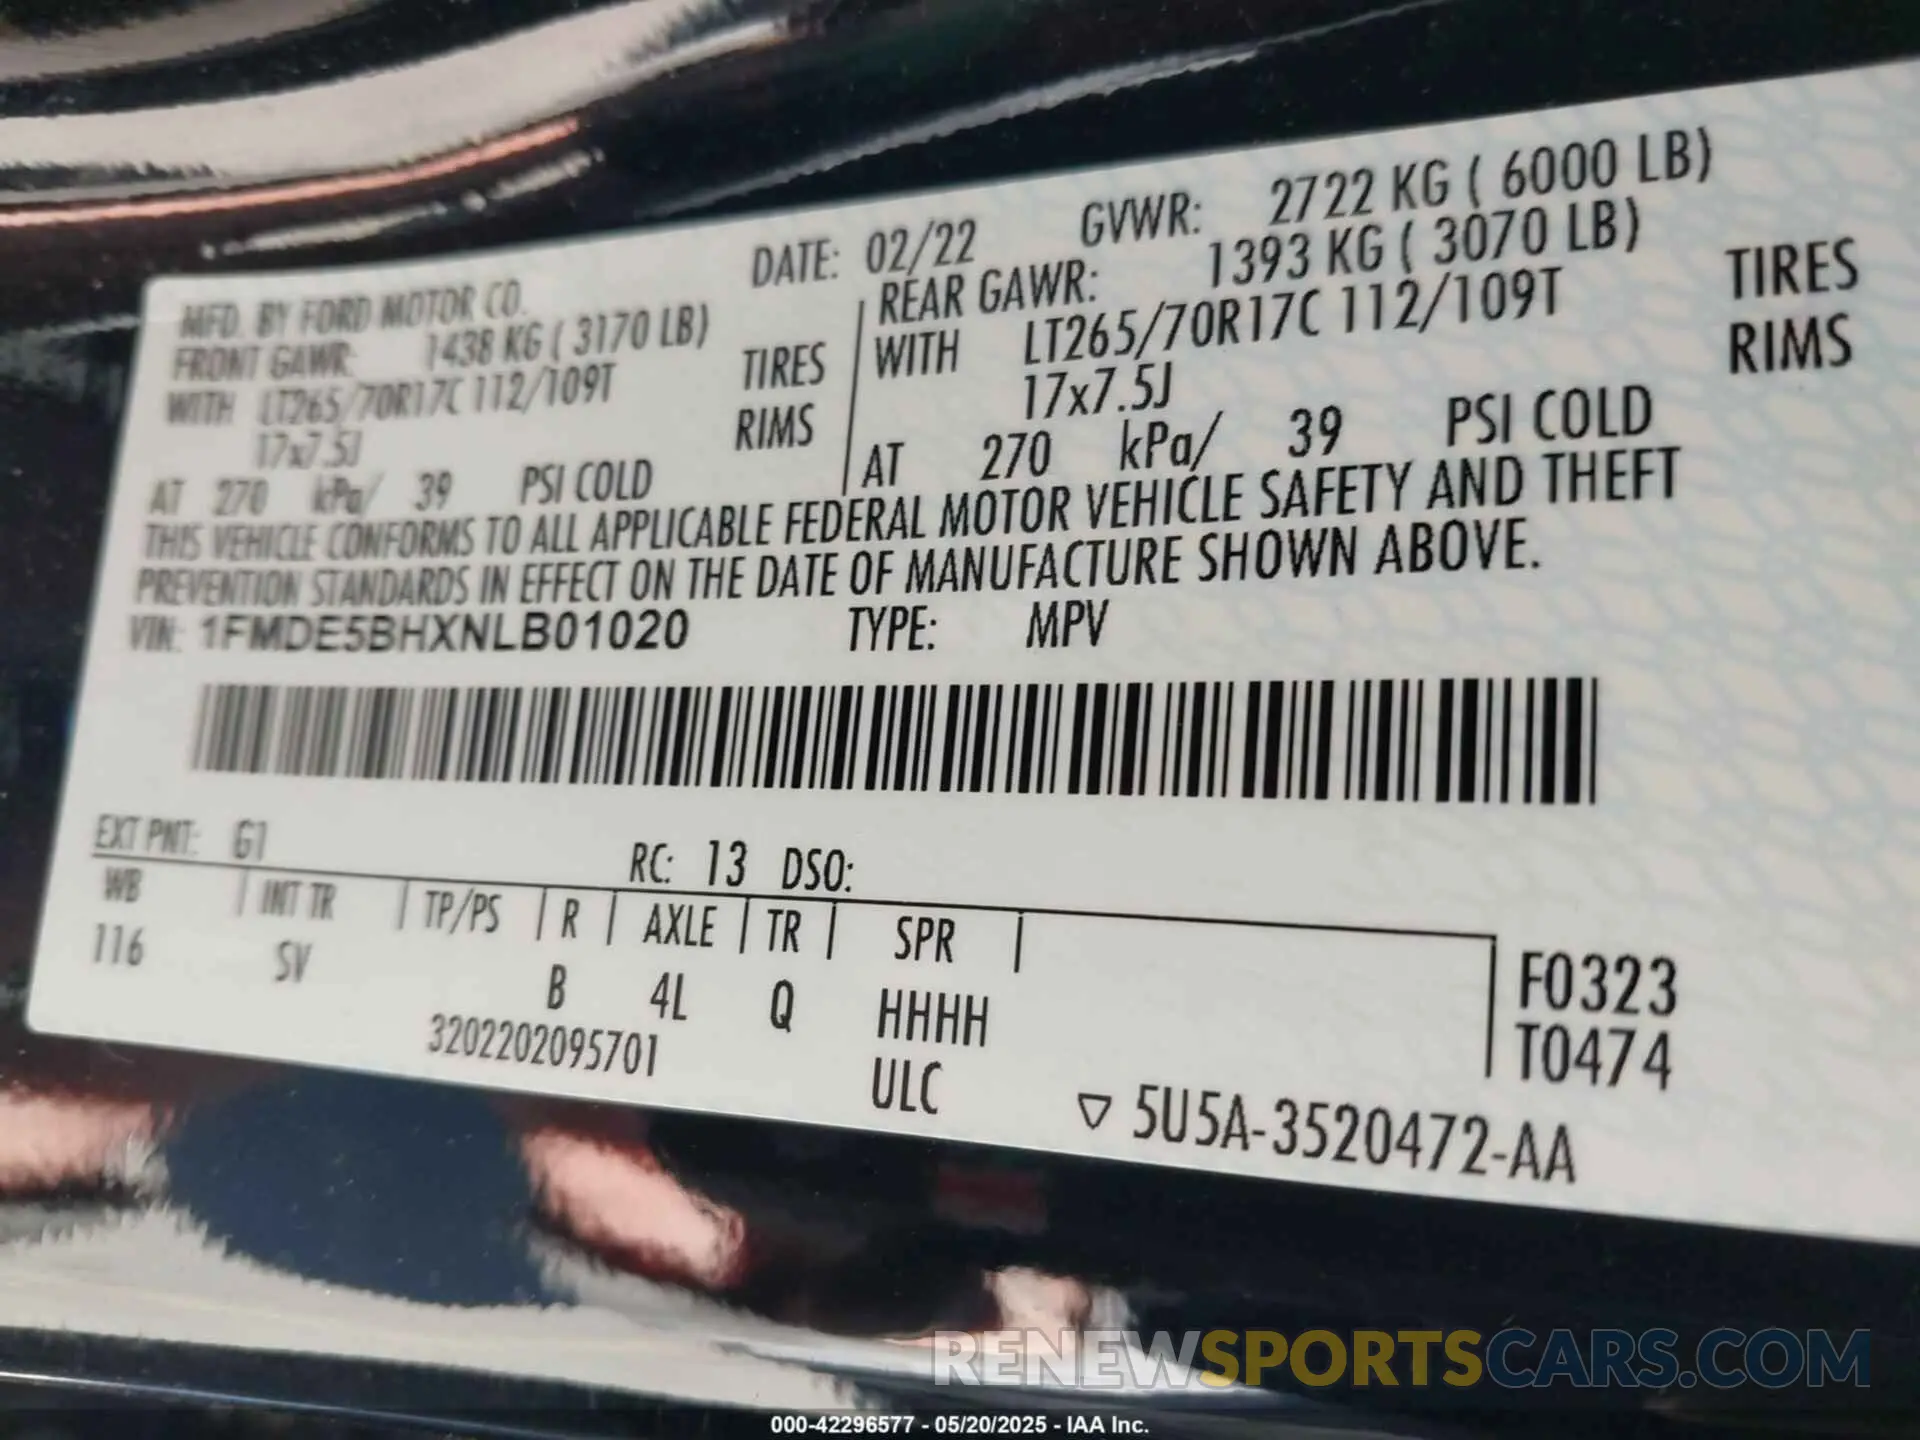 MFD. BY FORD MOTOR CO.
DATE: 02/22
GVWR: 2722 KG ( 6000 LB)
FRONT GAWR: 1438 KG ( 3170 LB)
REAR GAWR: 1393 KG ( 3070 LB)
WITH LT265/70R17C 112/109T TIRES
WITH LT265/70R17C 112/109T TIRES
17x7.5J RIMS
17x7.5J RIMS
AT 270 kPa/ 39 PSI COLD
AT 270 kPa/ 39 PSI COLD
THIS VEHICLE CONFORMS TO ALL APPLICABLE FEDERAL MOTOR VEHICLE SAFETY AND THEFT
PREVENTION STANDARDS IN EFFECT ON THE DATE OF MANUFACTURE SHOWN ABOVE.
VIN: 1FMDE5BHXNLB01020 TYPE: MPV
EXT PNT: G1 RC: 13 DSO:
WB | INT TR | TP/PS | R | AXLE | TR | SPR |
116 SV B 4L Q HHHH
F0323
T0474
3202202095701 ULC
▽ 5U5A-3520472-AA
RENEWSPORTSCARS.COM
000-42296577 - 05/20/2025 - IAA Inc.